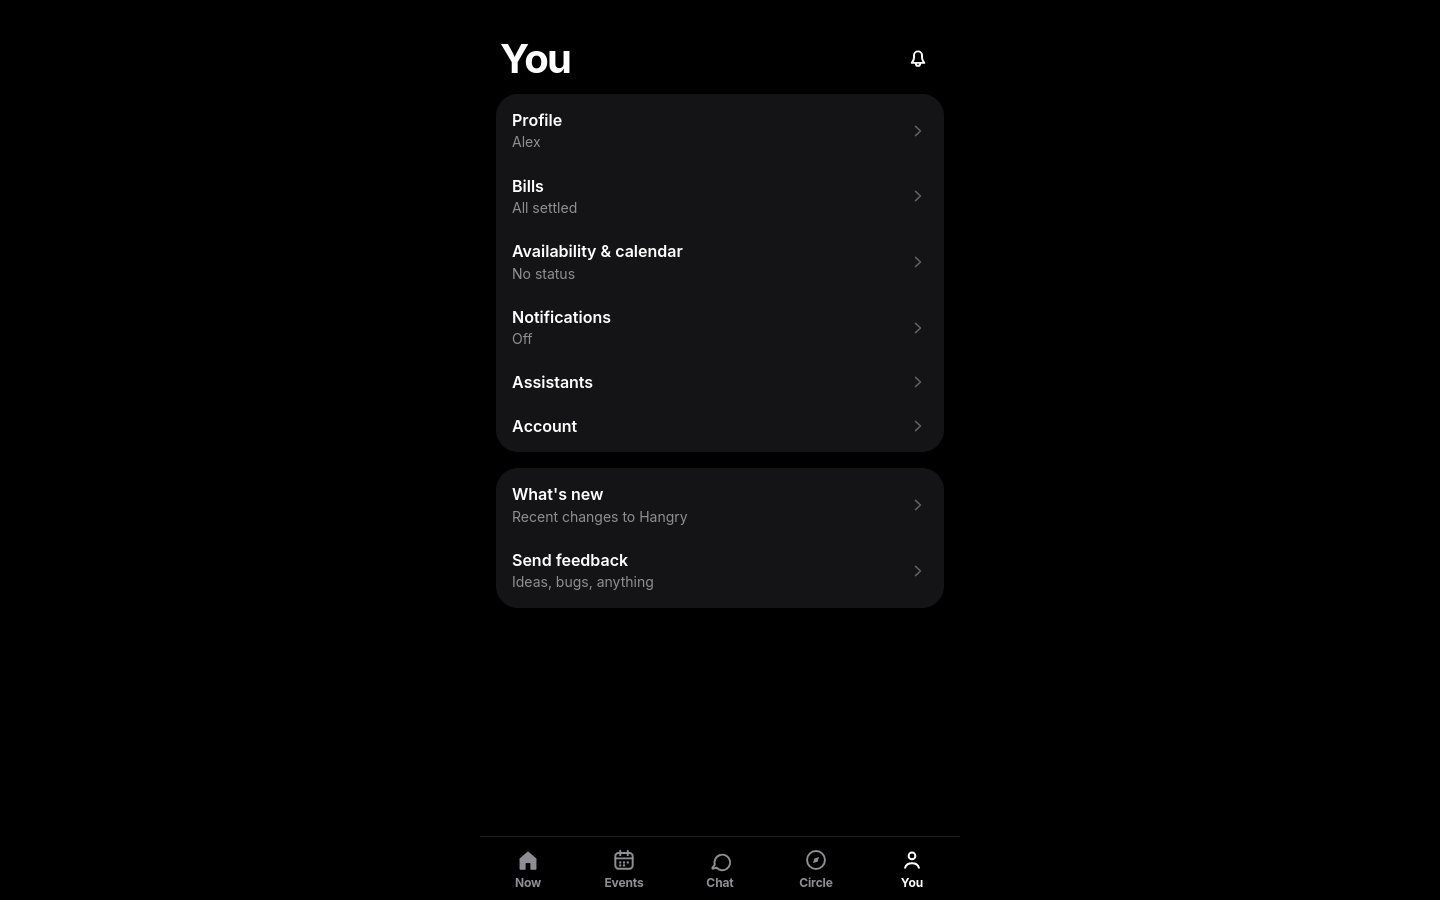 You
Profile
Alex
Bills
All settled
Availability & calendar
No status
Notifications
Off
Assistants
Account
What's new
Recent changes to Hangry
Send feedback
Ideas, bugs, anything
Now
Events
Chat
Circle
You